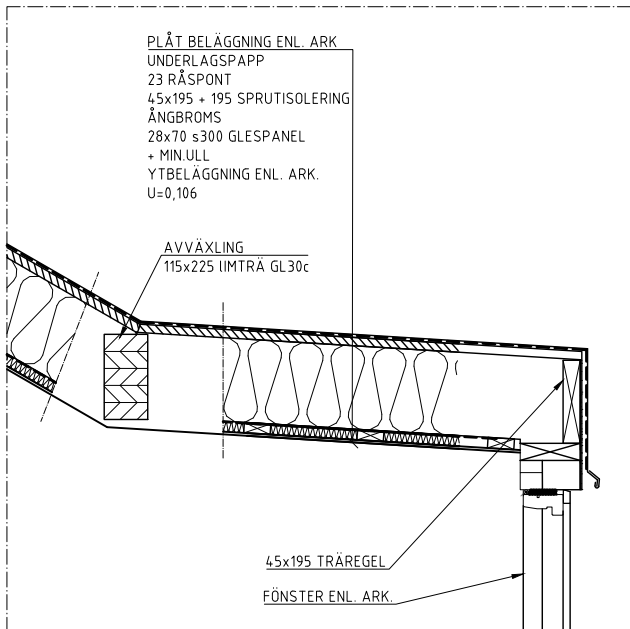 PLÅT BELÄGGNING ENL. ARK
UNDERLAGSPAPP
23 RÅSPONT
45x195 + 195 SPRUTISOLERING
ÅNGBROMS
28x70 s300 GLESPANEL
+ MIN.ULL
YTBELÄGGNING ENL. ARK.
U=0,106
AVVÄXLING
115x225 lIMTRÄ GL30c
45x195 TRÄREGEL
FÖNSTER ENL. ARK.